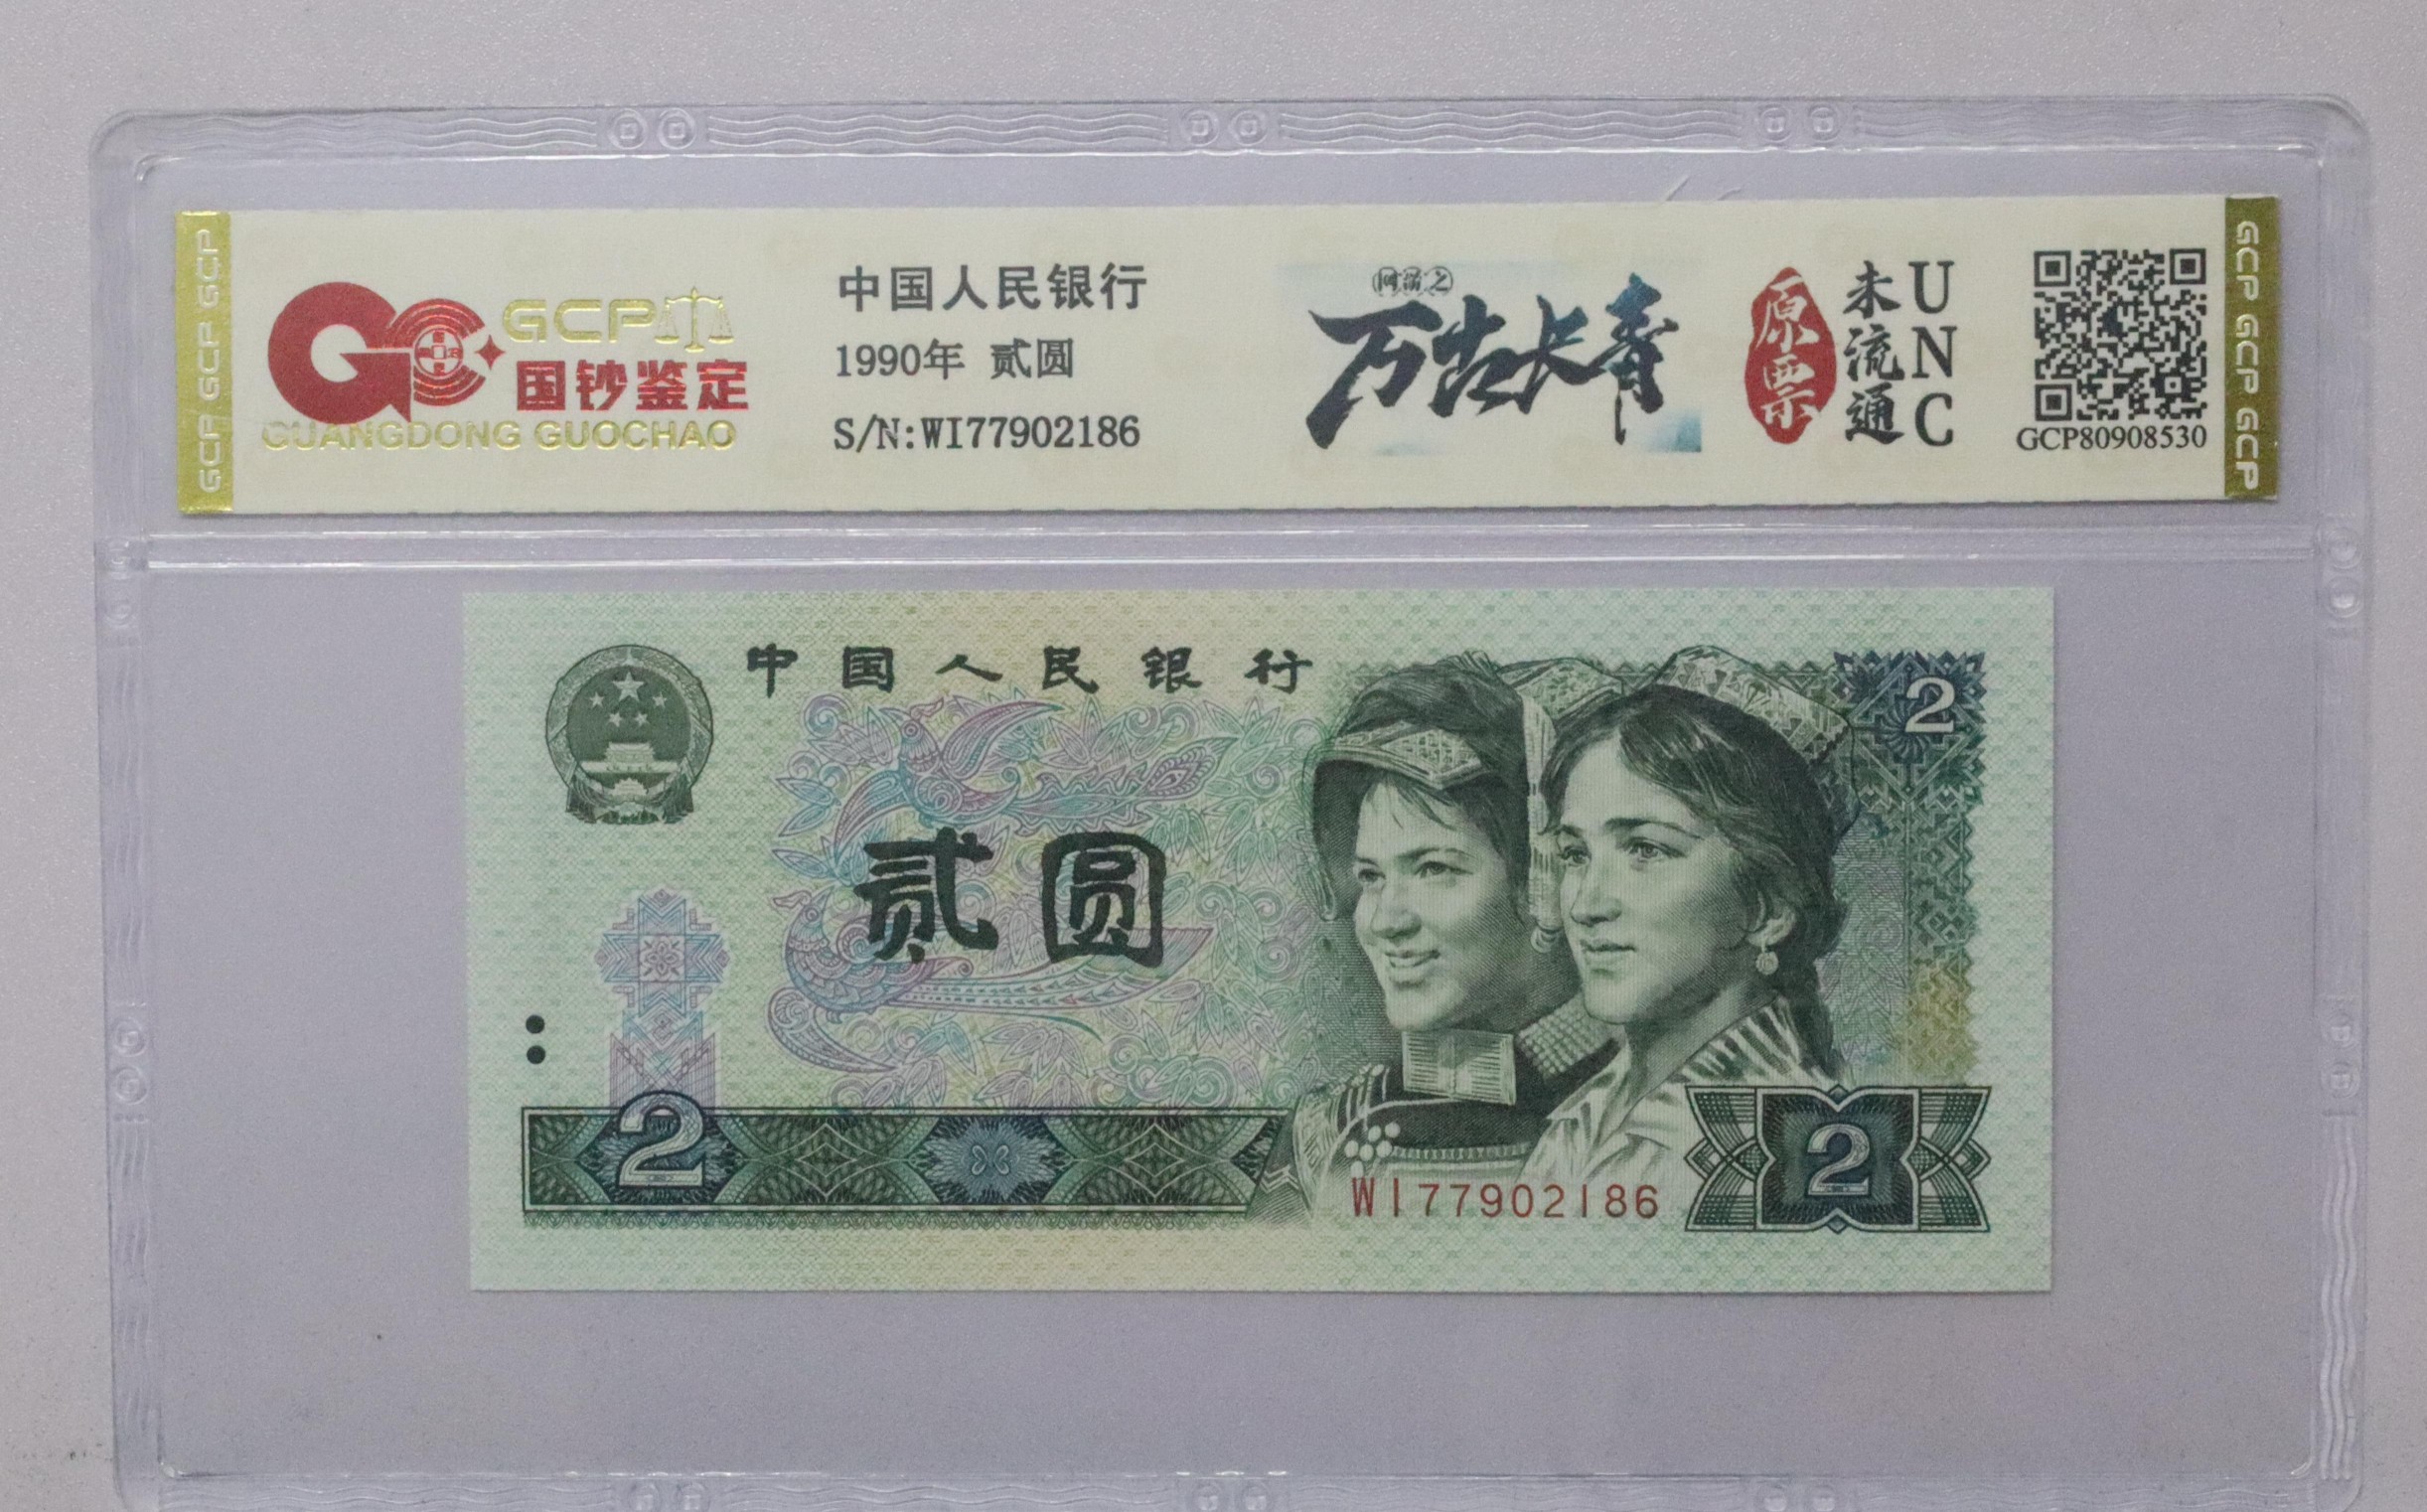 GCP GCP GCP
GCP
国钞鉴定
GUANGDONG GUOCHAO
中国人民银行
1990年 贰圆
S/N:WI77902186
万古长青
原票
未流通
UNC
GCP80908530
GCP GCP GCP GCP
中国人民银行
2
贰圆
2
WI77902186
2